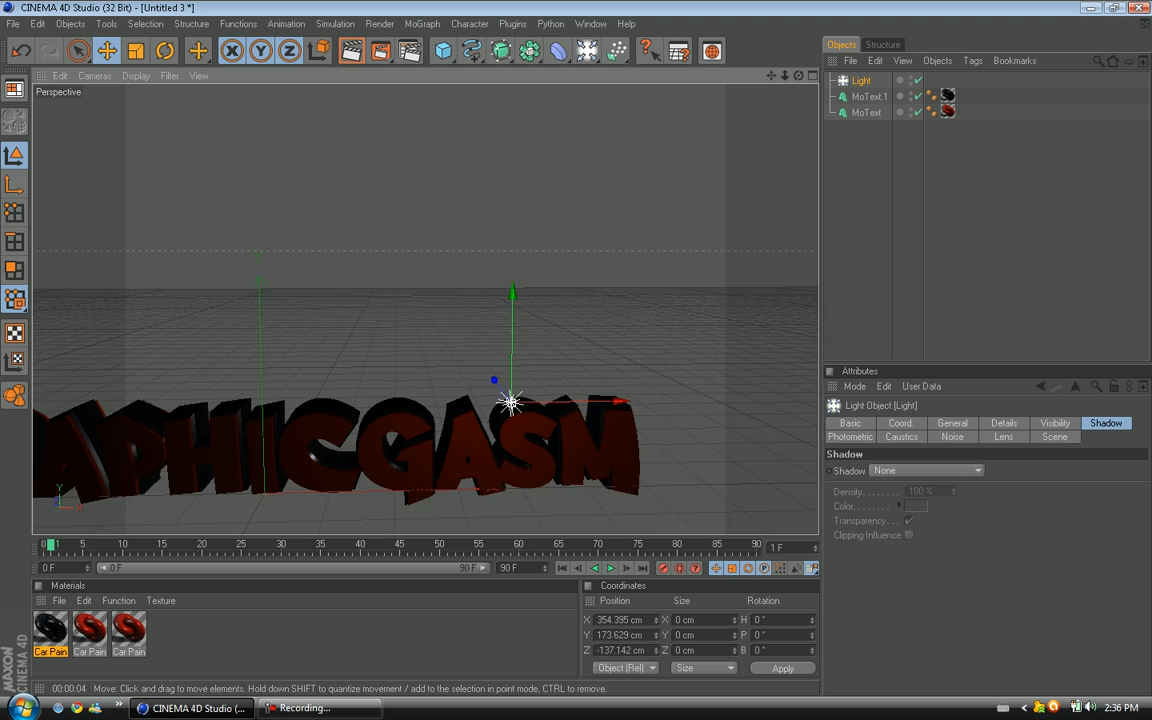 CINEMA 4D Studio (32 Bit) - [Untitled 3 *]
File Edit Objects Tools Selection Structure Functions Animation Simulation Render MoGraph Character Plugins Python Window Help
X Y Z
Objects Structure
File Edit View Objects Tags Bookmarks
Edit Cameras Display Filter View
Perspective
Light
MoText.1
MoText
APHICGASM
Y
X
Attributes
Mode Edit User Data
Light Object [Light]
Basic Coord. General Details Visibility Shadow
Photometric Caustics Noise Lens Scene
Shadow
Shadow None
Density 100 %
Color
Transparency
Clipping Influence
0 1 5 10 15 20 25 30 35 40 45 50 55 60 65 70 75 80 85 90 1 F
0 F 0 F 90 F 90 F
Materials
File Edit Function Texture
Car Pain Car Pain Car Pain
Coordinates
Position Size Rotation
X 354.395 cm X 0 cm H 0 °
Y 173.629 cm Y 0 cm P 0 °
Z -137.142 cm Z 0 cm B 0 °
Object (Rel) Size Apply
MAXON CINEMA 4D
00:00:04 Move: Click and drag to move elements. Hold down SHIFT to quantize movement / add to the selection in point mode, CTRL to remove.
CINEMA 4D Studio (... Recording... 2:36 PM